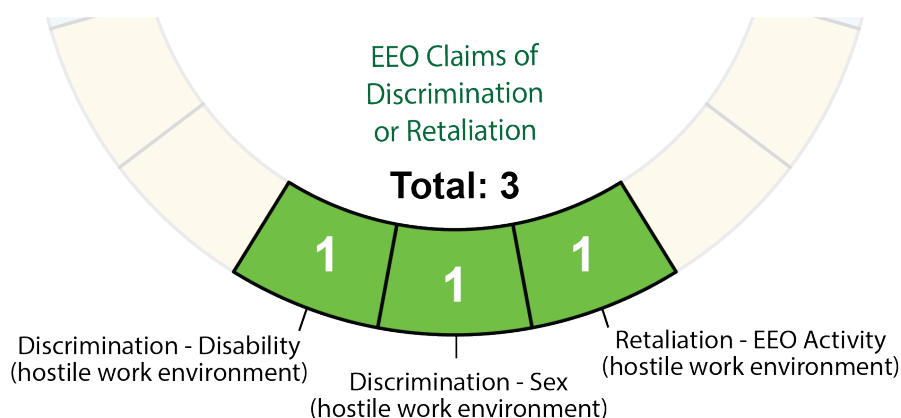 EEO Claims of
Discrimination
or Retaliation
Total: 3
1
1
1
Discrimination - Disability
(hostile work environment)
Discrimination - Sex
(hostile work environment)
Retaliation - EEO Activity
(hostile work environment)